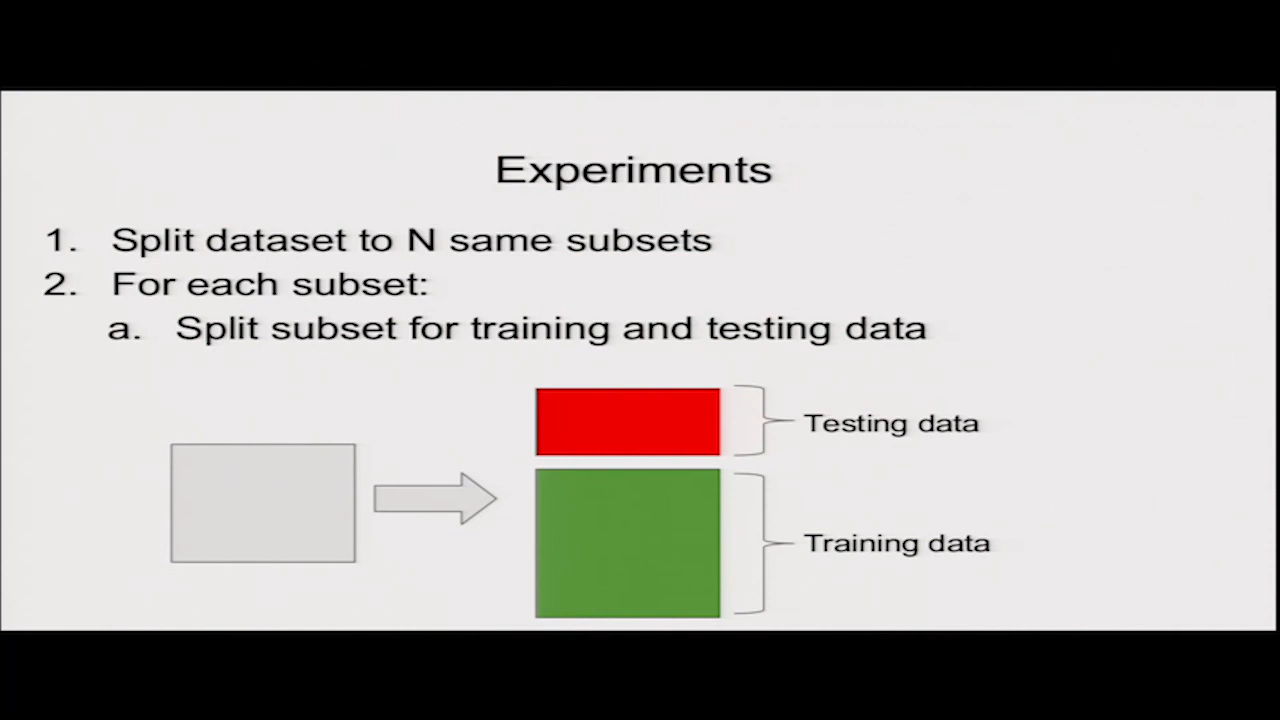 Experiments
1. Split dataset to N same subsets
2. For each subset:
a. Split subset for training and testing data
Testing data
Training data